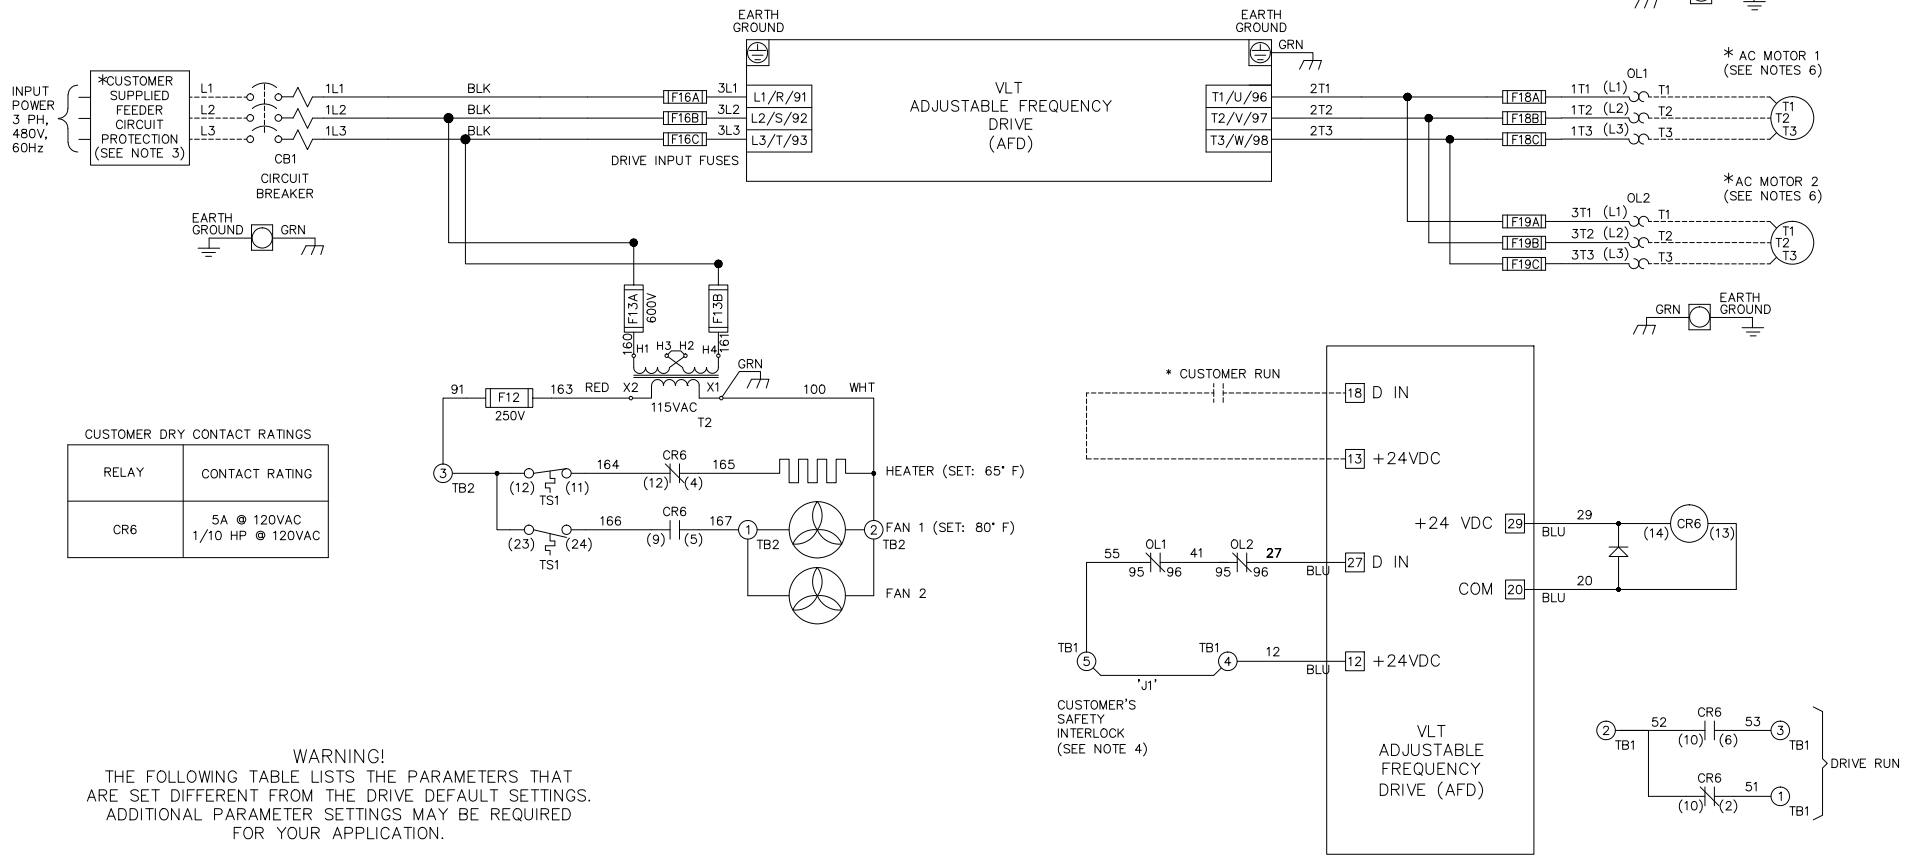 EARTH
GROUND
EARTH
GROUND
GRN
INPUT
POWER
3 PH,
480V,
60Hz
*CUSTOMER
SUPPLIED
FEEDER
CIRCUIT
PROTECTION
(SEE NOTE 3)
L1
L2
L3
CB1
CIRCUIT
BREAKER
1L1
1L2
1L3
BLK
BLK
BLK
F16A
F16B
F16C
DRIVE INPUT FUSES
3L1
3L2
3L3
L1/R/91
L2/S/92
L3/T/93
VLT
ADJUSTABLE FREQUENCY
DRIVE
(AFD)
T1/U/96
T2/V/97
T3/W/98
2T1
2T2
2T3
F18A
F18B
F18C
1T1 (L1)
1T2 (L2)
1T3 (L3)
OL1
T1
T2
T3
T1
T2
T3
* AC MOTOR 1
(SEE NOTES 6)
F19A
F19B
F19C
3T1 (L1)
3T2 (L2)
3T3 (L3)
OL2
T1
T2
T3
T1
T2
T3
*AC MOTOR 2
(SEE NOTES 6)
GRN
EARTH
GROUND
EARTH
GROUND
GRN
F13A
600V
F13B
160
161
H1
H3
H2
H4
GRN
91
F12
250V
163
RED
X2
X1
115VAC
T2
100
WHT
3
TB2
(12)
(11)
TS1
164
CR6
(12)
(4)
165
HEATER (SET: 65° F)
(23)
(24)
TS1
166
CR6
(9)
(5)
167
1
TB2
2
TB2
FAN 1 (SET: 80° F)
FAN 2
CUSTOMER DRY CONTACT RATINGS
RELAY
CONTACT RATING
CR6
5A @ 120VAC
1/10 HP @ 120VAC
* CUSTOMER RUN
18 D IN
13 +24VDC
+24 VDC 29
BLU
29
CR6
(14)
(13)
COM 20
BLU
20
55
OL1
95
96
41
OL2
95
96
27
BLU
27 D IN
TB1
5
TB1
4
12
BLU
12 +24VDC
'J1'
CUSTOMER'S
SAFETY
INTERLOCK
(SEE NOTE 4)
VLT
ADJUSTABLE
FREQUENCY
DRIVE (AFD)
2
TB1
52
CR6
(10)
(6)
53
3
TB1
CR6
(10)
(2)
51
1
TB1
DRIVE RUN
WARNING!
THE FOLLOWING TABLE LISTS THE PARAMETERS THAT
ARE SET DIFFERENT FROM THE DRIVE DEFAULT SETTINGS.
ADDITIONAL PARAMETER SETTINGS MAY BE REQUIRED
FOR YOUR APPLICATION.